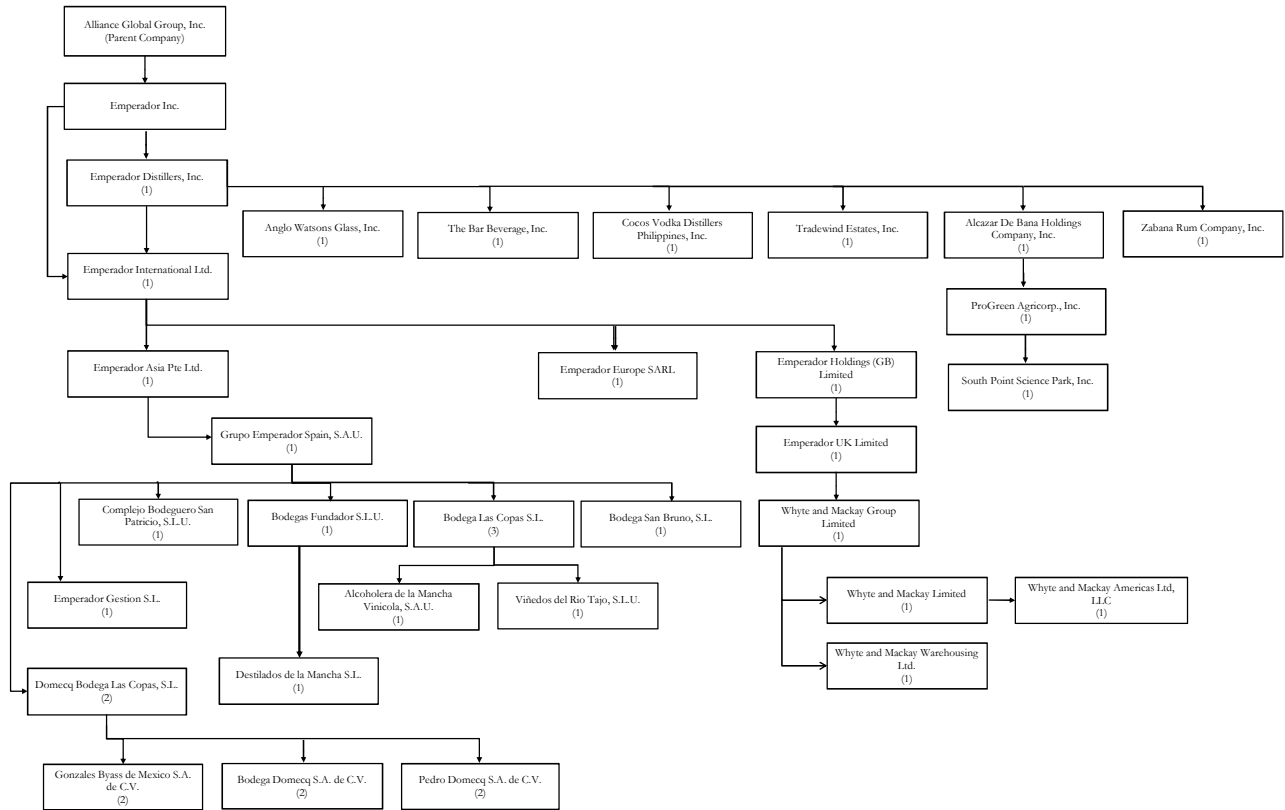 Alliance Global Group, Inc.
(Parent Company)
Emperador Inc.
Emperador Distillers, Inc.
(1)
Anglo Watsons Glass, Inc.
(1)
The Bar Beverage, Inc.
(1)
Cocos Vodka Distillers
Philippines, Inc.
(1)
Tradewind Estates, Inc.
(1)
Alcazar De Bana Holdings
Company, Inc.
(1)
Zabana Rum Company, Inc.
(1)
Emperador International Ltd.
(1)
ProGreen Agricorp., Inc.
(1)
Emperador Asia Pte Ltd.
(1)
Emperador Europe SARL
(1)
Emperador Holdings (GB)
Limited
(1)
South Point Science Park, Inc.
(1)
Grupo Emperador Spain, S.A.U.
(1)
Emperador UK Limited
(1)
Complejo Bodeguero San
Patricio, S.L.U.
(1)
Bodegas Fundador S.L.U.
(1)
Bodega Las Copas S.L.
(3)
Bodega San Bruno, S.L.
(1)
Whyte and Mackay Group
Limited
(1)
Emperador Gestion S.L.
(1)
Alcoholera de la Mancha
Vinicola, S.A.U.
(1)
Viñedos del Rio Tajo, S.L.U.
(1)
Whyte and Mackay Limited
(1)
Whyte and Mackay Americas Ltd,
LLC
(1)
Domecq Bodega Las Copas, S.L.
(2)
Destilados de la Mancha S.L.
(1)
Whyte and Mackay Warehousing
Ltd.
(1)
Gonzales Byass de Mexico S.A.
de C.V.
(2)
Bodega Domecq S.A. de C.V.
(2)
Pedro Domecq S.A. de C.V.
(2)